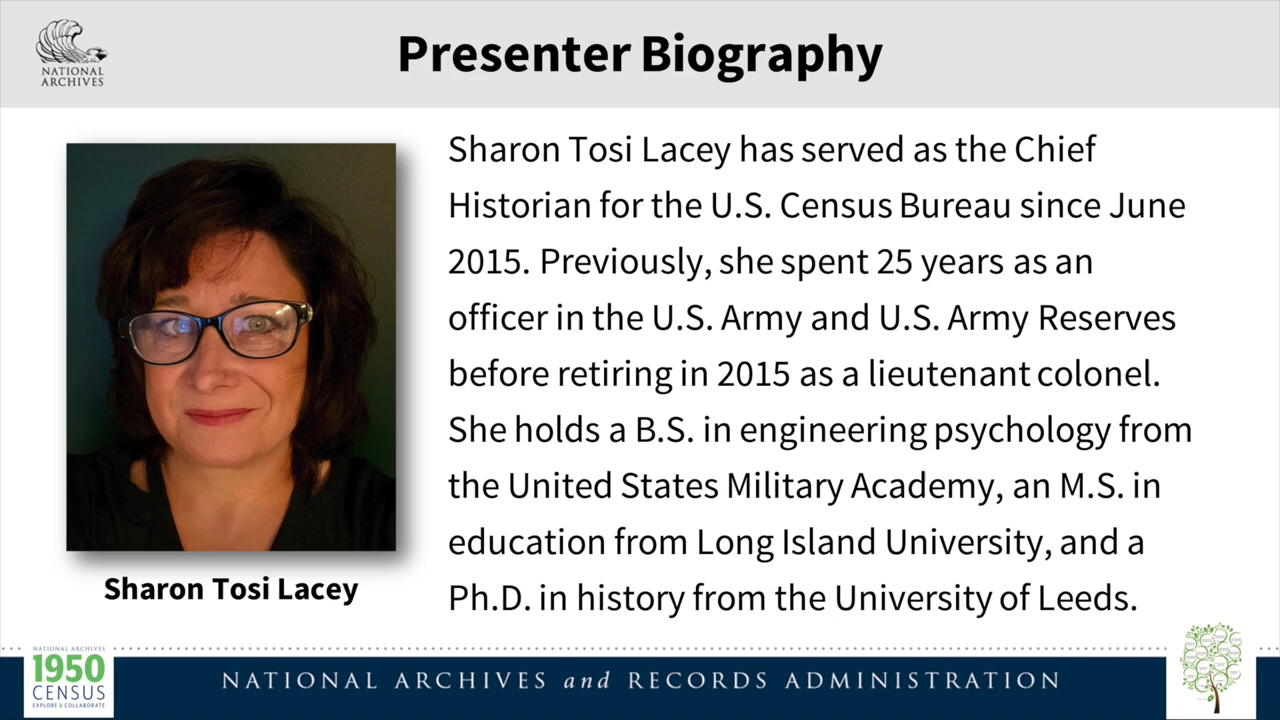 NATIONAL
ARCHIVES
Presenter Biography
Sharon Tosi Lacey has served as the Chief
Historian for the U.S. Census Bureau since June
2015. Previously, she spent 25 years as an
officer in the U.S. Army and U.S. Army Reserves
before retiring in 2015 as a lieutenant colonel.
She holds a B.S. in engineering psychology from
the United States Military Academy, an M.S. in
education from Long Island University, and a
Ph.D. in history from the University of Leeds.
Sharon Tosi Lacey
NATIONAL ARCHIVES
1950
CENSUS
EXPLORE & COLLABORATE
NATIONAL ARCHIVES and RECORDS ADMINISTRATION